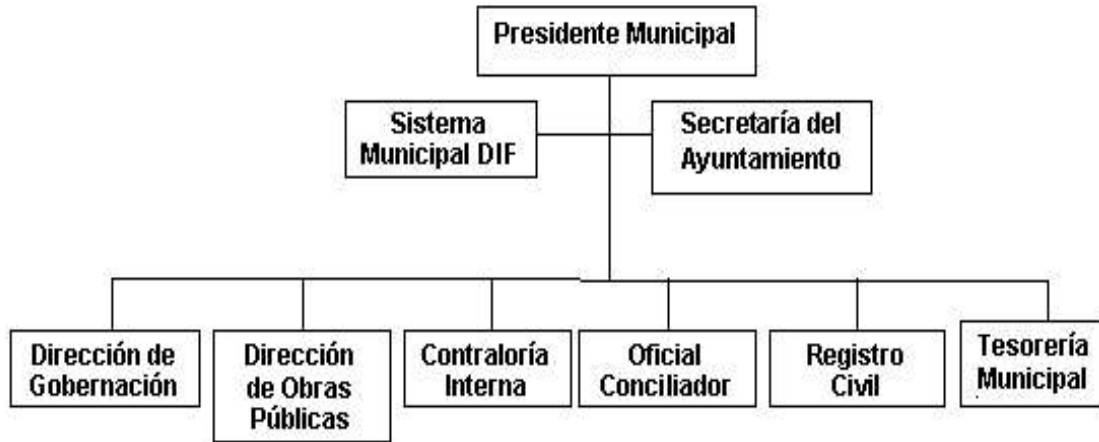 Presidente Municipal
Sistema
Municipal DIF
Secretaría del
Ayuntamiento
Dirección de
Gobernación
Dirección
de Obras
Públicas
Contraloría
Interna
Oficial
Conciliador
Registro
Civil
Tesorería
Municipal